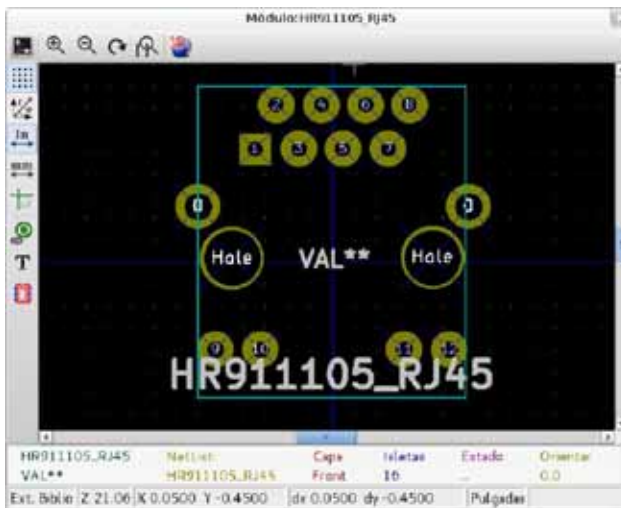 Módulo: HR911105_RJ45
In
2 4 6 8
1 3 5 7
0 0
Hole VAL** Hole
9 10 11 12
HR911105_RJ45
T
HR911105_RJ45 Netlist: Capa Isletas Estado Orientar
VAL** HR911105_RJ45 Front 16 .. 0.0
Ext. Biblio Z 21.06 X 0.0500 Y -0.4500 dx 0.0500 dy -0.4500 Pulgadas